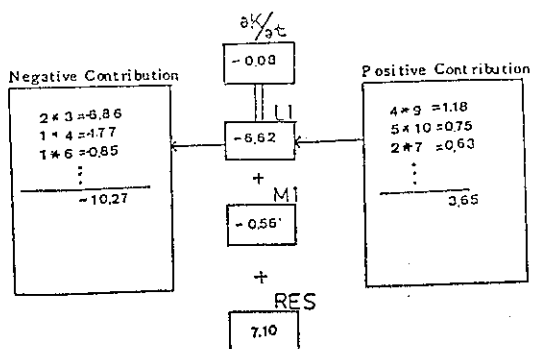 ∂K/∂t
-0.08
Negative Contribution
2 * 3 =-6,86
1 * 4 =-1.77
1 * 6 =-0,85
⋮
-10,27
LI
-6,62
+
MI
-0,56
+
RES
7.10
Positive Contribution
4 * 9 =1.18
5 * 10 =0,75
2 * 7 =0,63
⋮
3,65